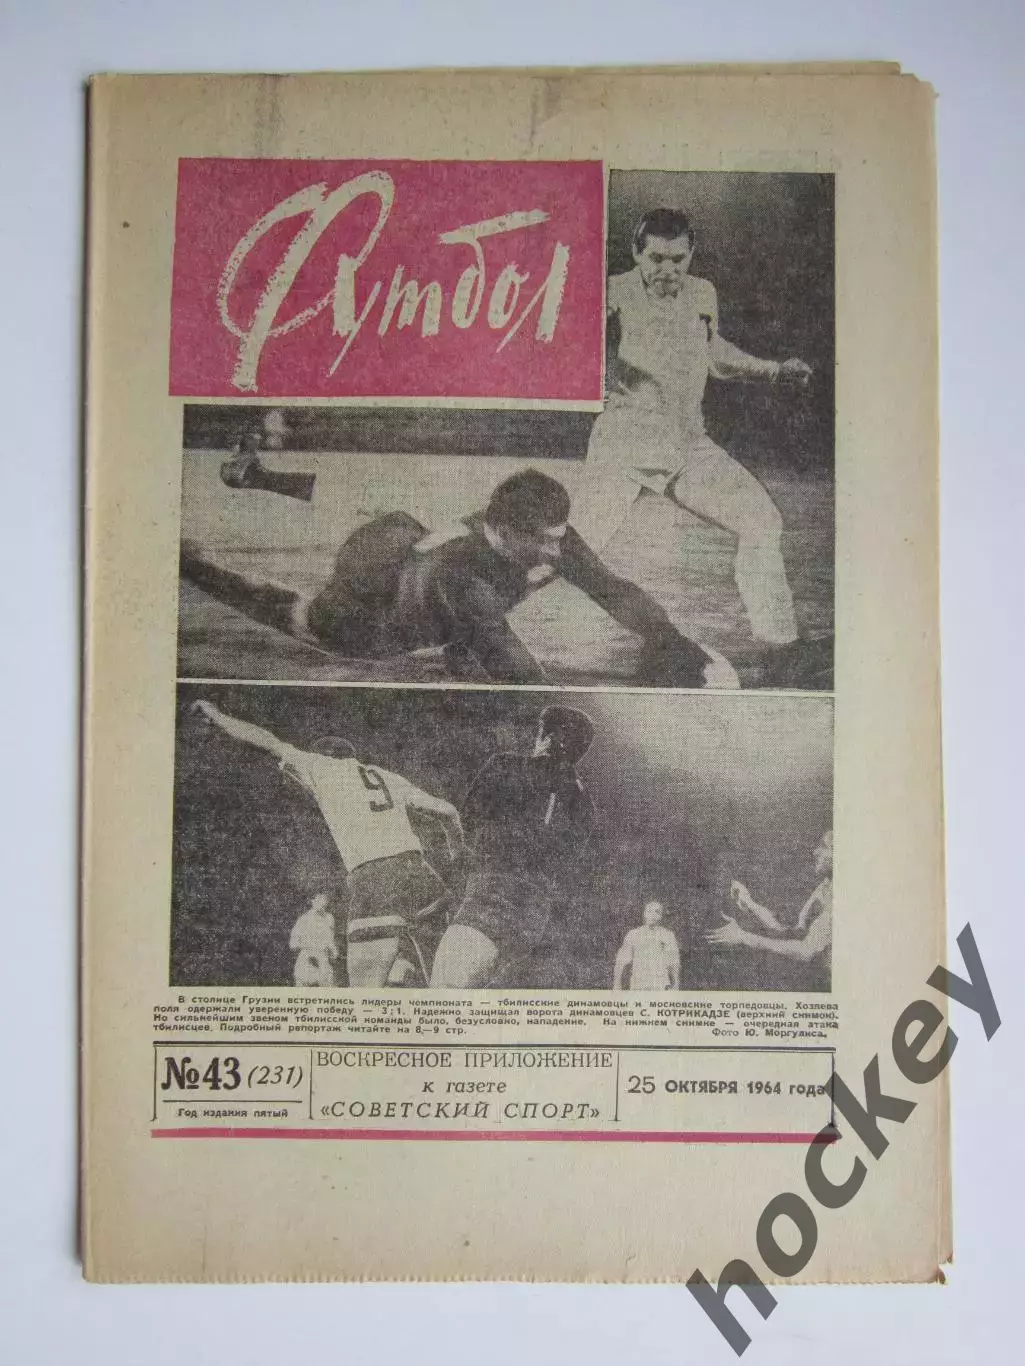 Футбол
9
В столице Грузии встретились лидеры чемпионата — тбилисские динамовцы и московские торпедовцы. Хозяева
поля одержали уверенную победу — 3:1. Надежно защищал ворота динамовцев С. КОТРИКАДЗЕ (верхний снимок).
Но сильнейшим звеном тбилисской команды было, безусловно, нападение. На нижнем снимке — очередная атака
тбилисцев. Подробный репортаж читайте на 8—9 стр. Фото Ю. Моргулиса.
№43 (231)
Год издания пятый
ВОСКРЕСНОЕ ПРИЛОЖЕНИЕ
к газете
«СОВЕТСКИЙ СПОРТ»
25 ОКТЯБРЯ 1964 года
hockey